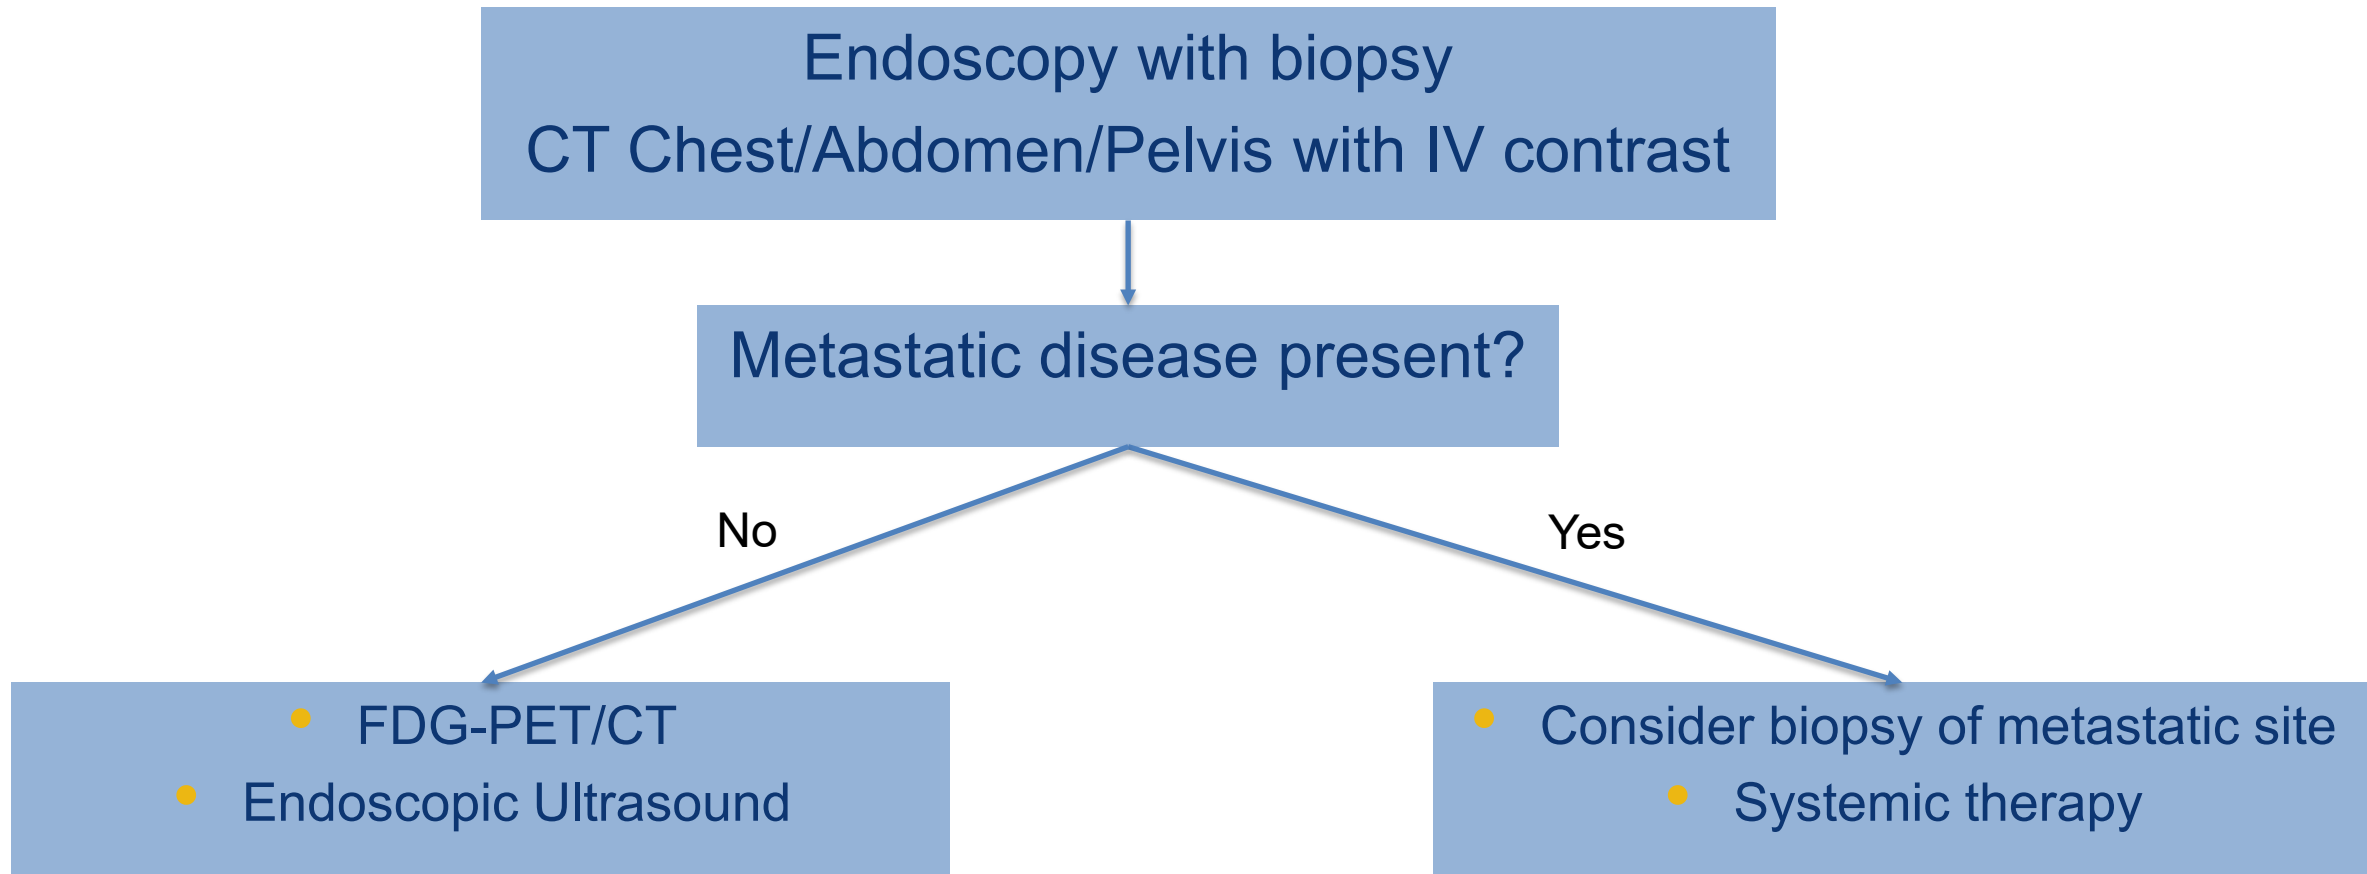 Endoscopy with biopsy
CT Chest/Abdomen/Pelvis with IV contrast
Metastatic disease present?
No
Yes
• FDG-PET/CT
• Endoscopic Ultrasound
• Consider biopsy of metastatic site
• Systemic therapy